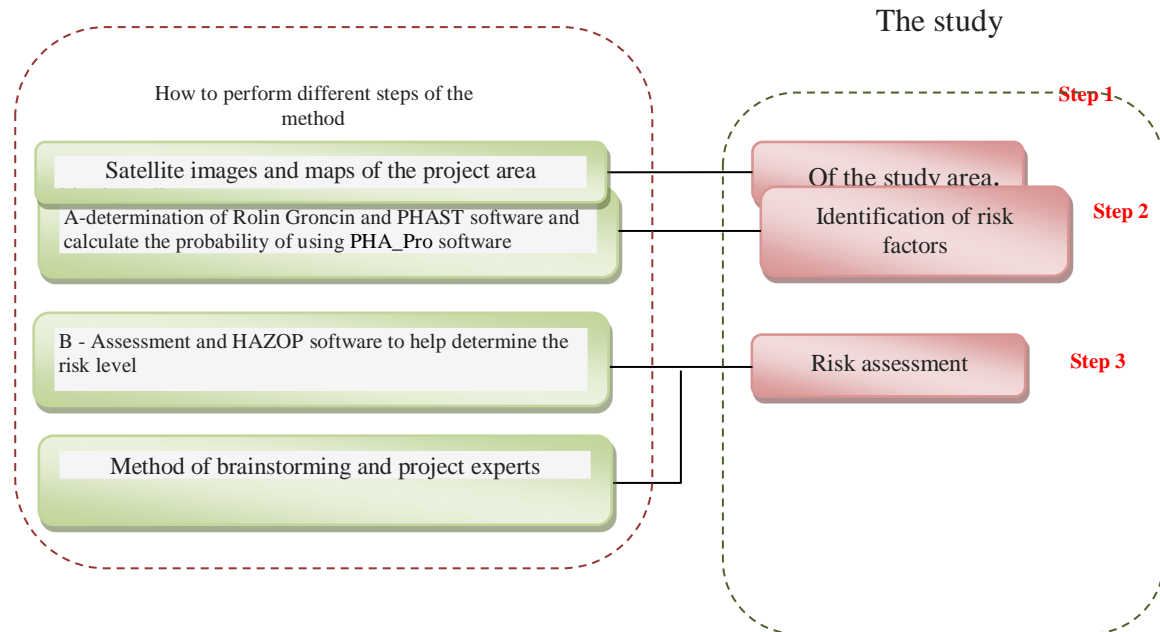 The study
How to perform different steps of the
method
Step 1
Satellite images and maps of the project area
Of the study area.
A-determination of Rolin Groncin and PHAST software and
calculate the probability of using PHA_Pro software
Identification of risk
factors
Step 2
B - Assessment and HAZOP software to help determine the
risk level
Risk assessment
Step 3
Method of brainstorming and project experts